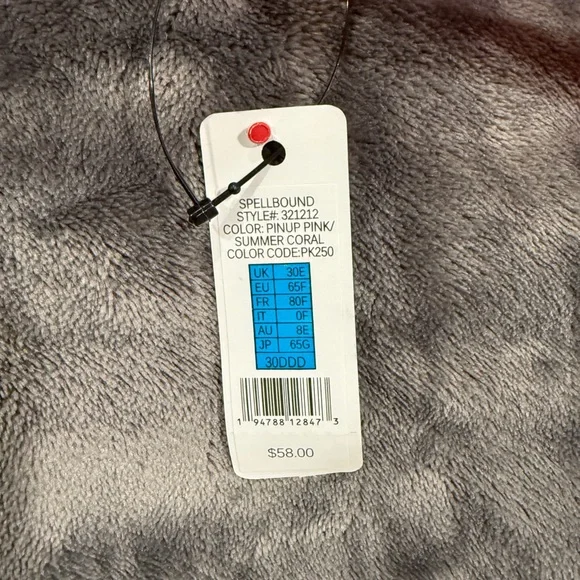 SPELLBOUND
STYLE#: 321212
COLOR: PINUP PINK/
SUMMER CORAL
COLOR CODE:PK250
UK 30E
EU 65F
FR 80F
IT 0F
AU 8E
JP 65G
30DDD
1 94788 12847 3
$58.00